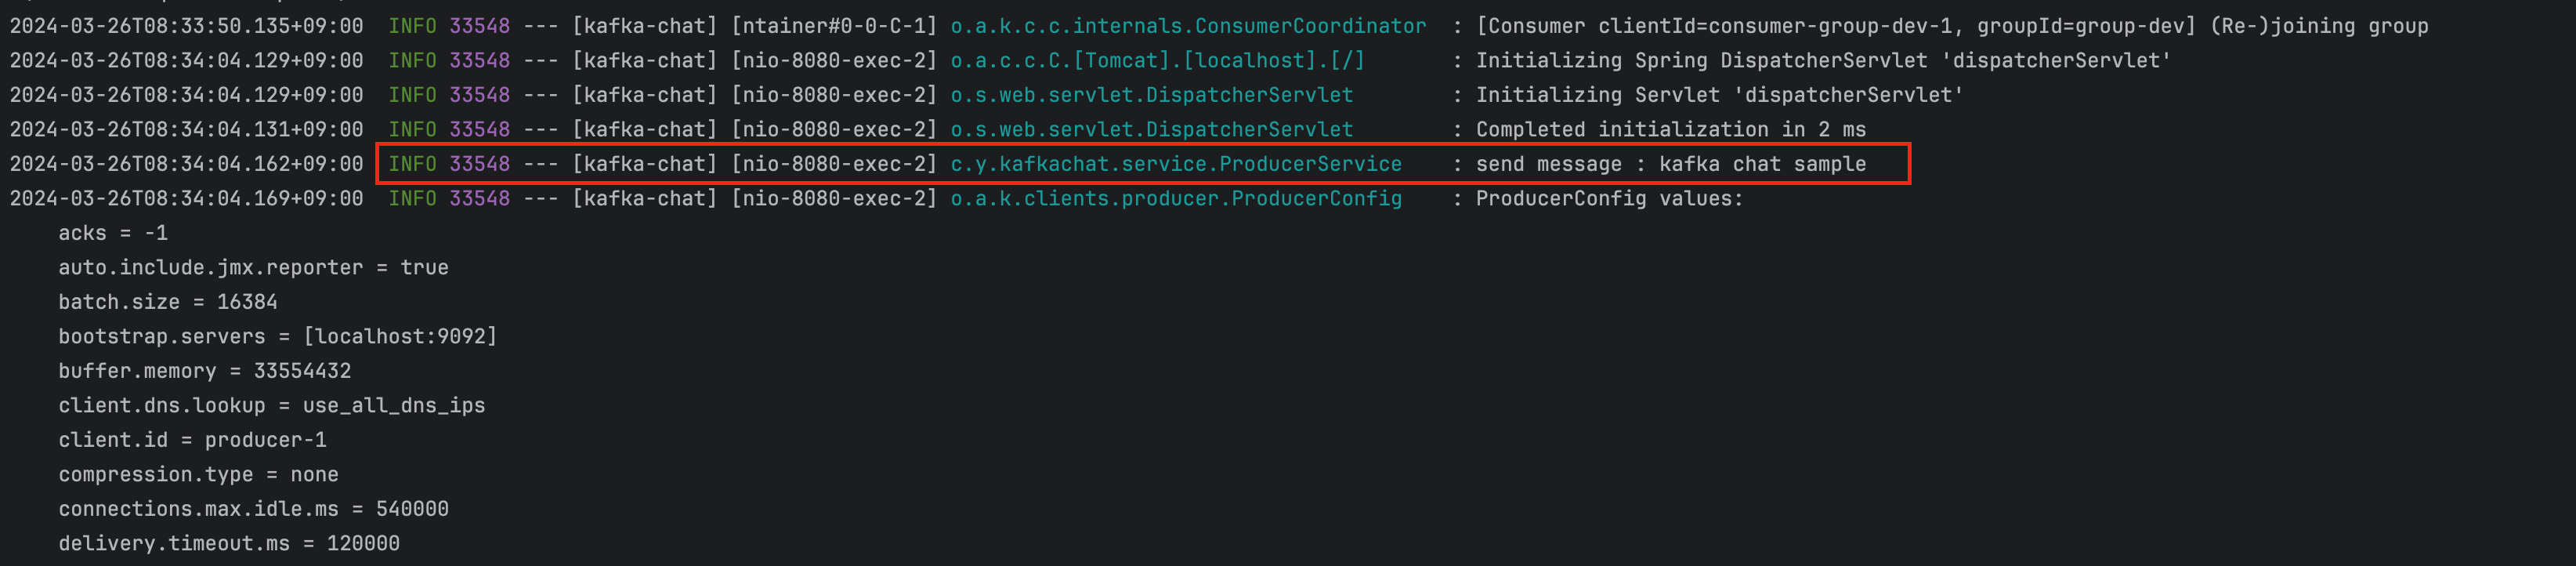 2024-03-26T08:33:50.135+09:00  INFO 33548 --- [kafka-chat] [ntainer#0-0-C-1] o.a.k.c.c.internals.ConsumerCoordinator  : [Consumer clientId=consumer-group-dev-1, groupId=group-dev] (Re-)joining group
2024-03-26T08:34:04.129+09:00  INFO 33548 --- [kafka-chat] [nio-8080-exec-2] o.a.c.c.C.[Tomcat].[localhost].[/]       : Initializing Spring DispatcherServlet 'dispatcherServlet'
2024-03-26T08:34:04.129+09:00  INFO 33548 --- [kafka-chat] [nio-8080-exec-2] o.s.web.servlet.DispatcherServlet        : Initializing Servlet 'dispatcherServlet'
2024-03-26T08:34:04.131+09:00  INFO 33548 --- [kafka-chat] [nio-8080-exec-2] o.s.web.servlet.DispatcherServlet        : Completed initialization in 2 ms
2024-03-26T08:34:04.162+09:00  INFO 33548 --- [kafka-chat] [nio-8080-exec-2] c.y.kafkachat.service.ProducerService    : send message : kafka chat sample
2024-03-26T08:34:04.169+09:00  INFO 33548 --- [kafka-chat] [nio-8080-exec-2] o.a.k.clients.producer.ProducerConfig    : ProducerConfig values:
    acks = -1
    auto.include.jmx.reporter = true
    batch.size = 16384
    bootstrap.servers = [localhost:9092]
    buffer.memory = 33554432
    client.dns.lookup = use_all_dns_ips
    client.id = producer-1
    compression.type = none
    connections.max.idle.ms = 540000
    delivery.timeout.ms = 120000